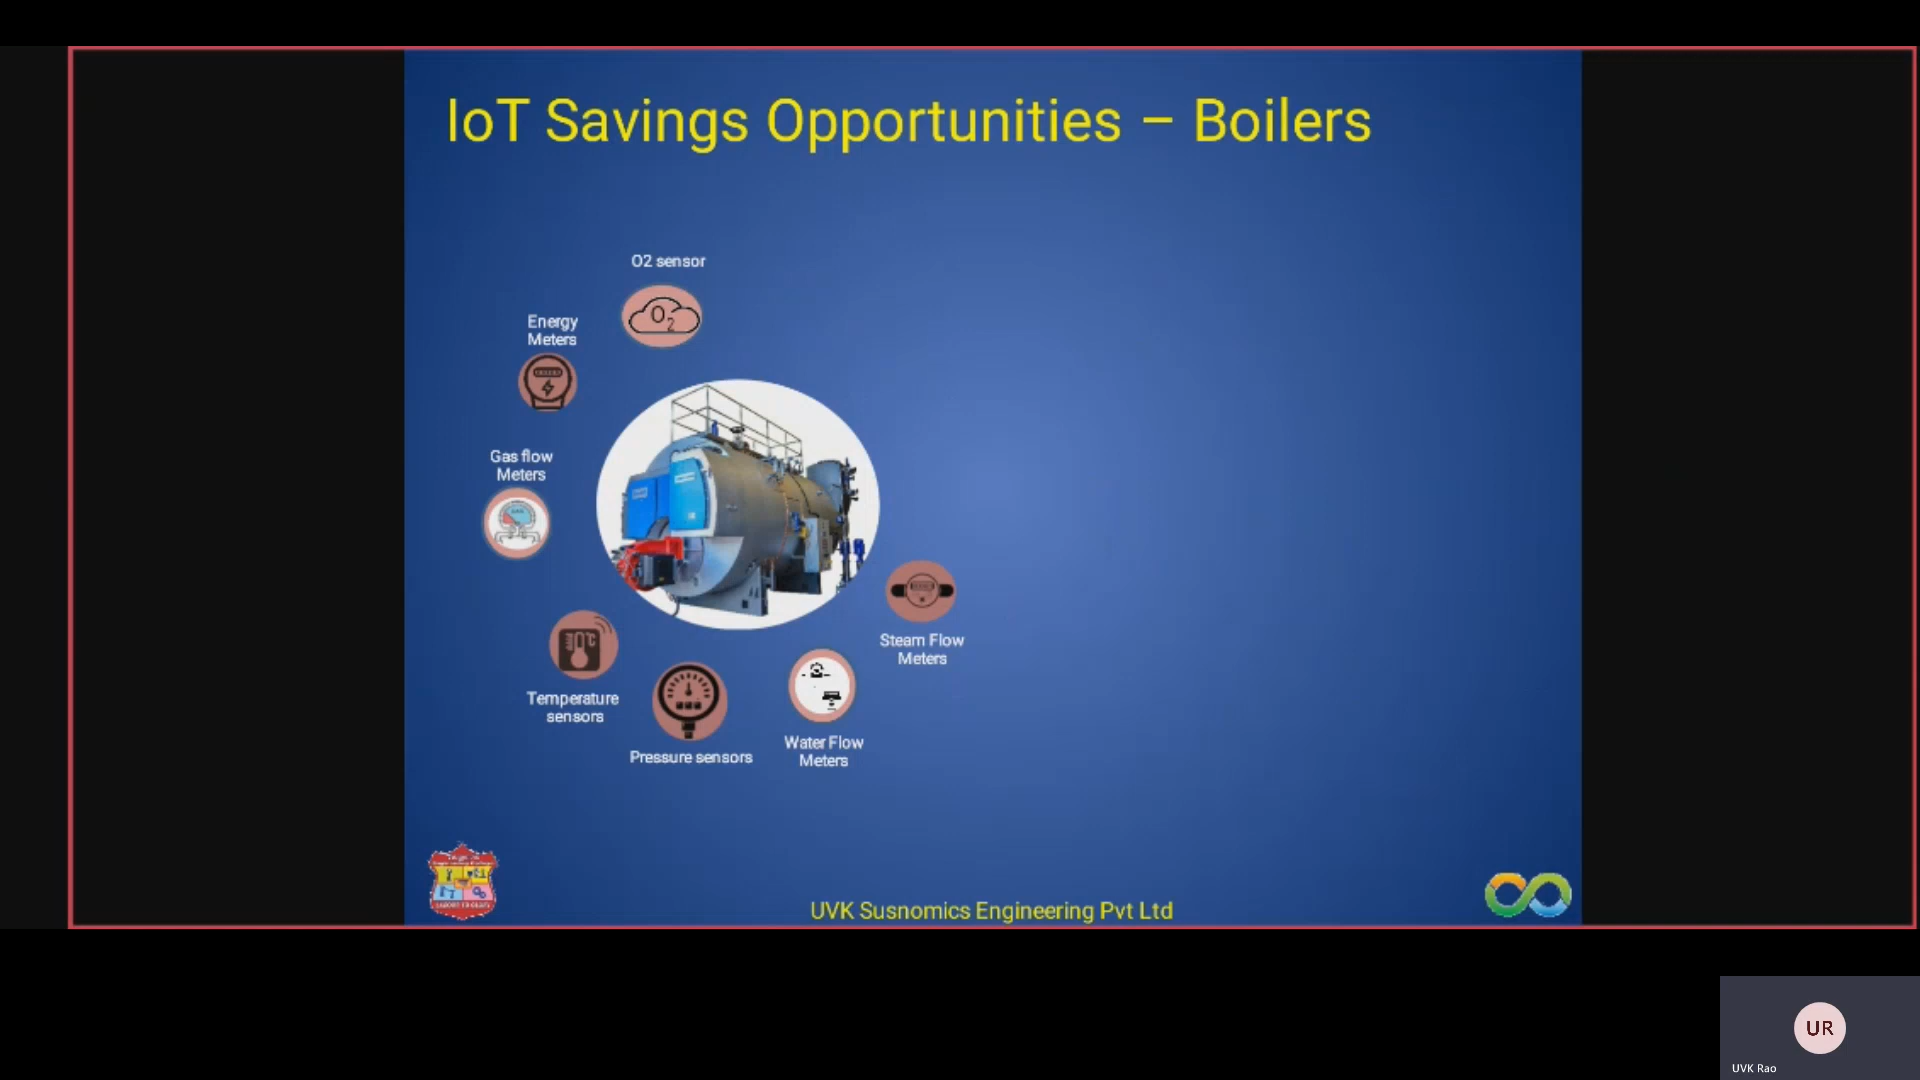 IoT Savings Opportunities – Boilers
O2 sensor
O2
Energy
Meters
Gas flow
Meters
°C
Temperature
sensors
Pressure sensors
Water Flow
Meters
Steam Flow
Meters
UVK Susnomics Engineering Pvt Ltd
UR
UVK Rao